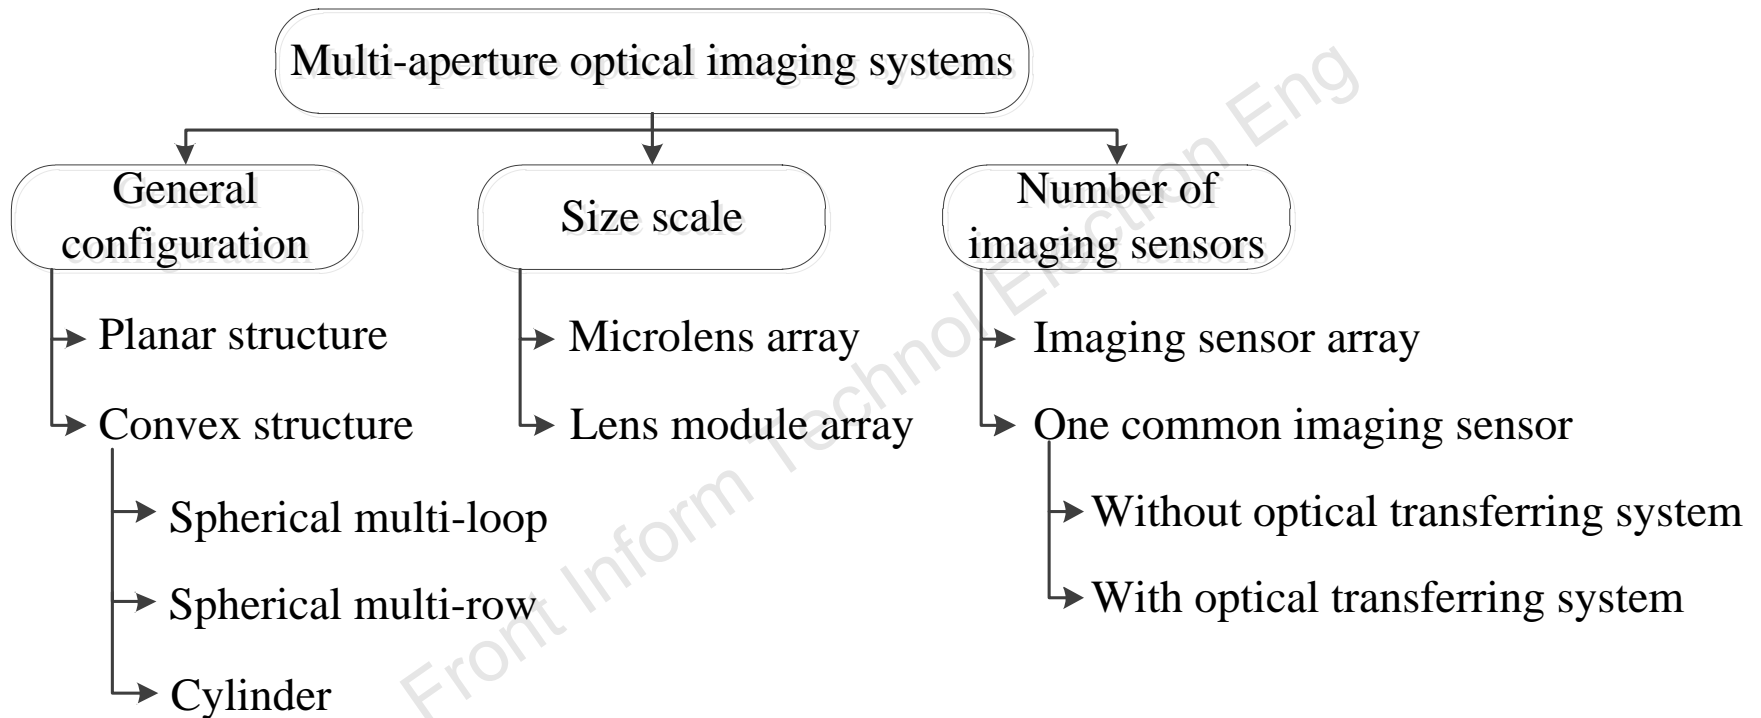 Multi-aperture optical imaging systems
General
configuration
Planar structure
Convex structure
Spherical multi-loop
Spherical multi-row
Cylinder
Size scale
Microlens array
Lens module array
Number of
imaging sensors
Imaging sensor array
One common imaging sensor
Without optical transferring system
With optical transferring system
Front Inform Technol Electron Eng